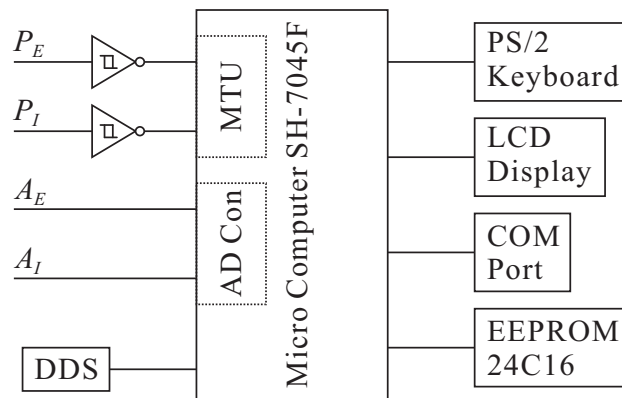 P_E
P_I
A_E
A_I
DDS
MTU
AD Con
Micro Computer SH-7045F
PS/2
Keyboard
LCD
Display
COM
Port
EEPROM
24C16